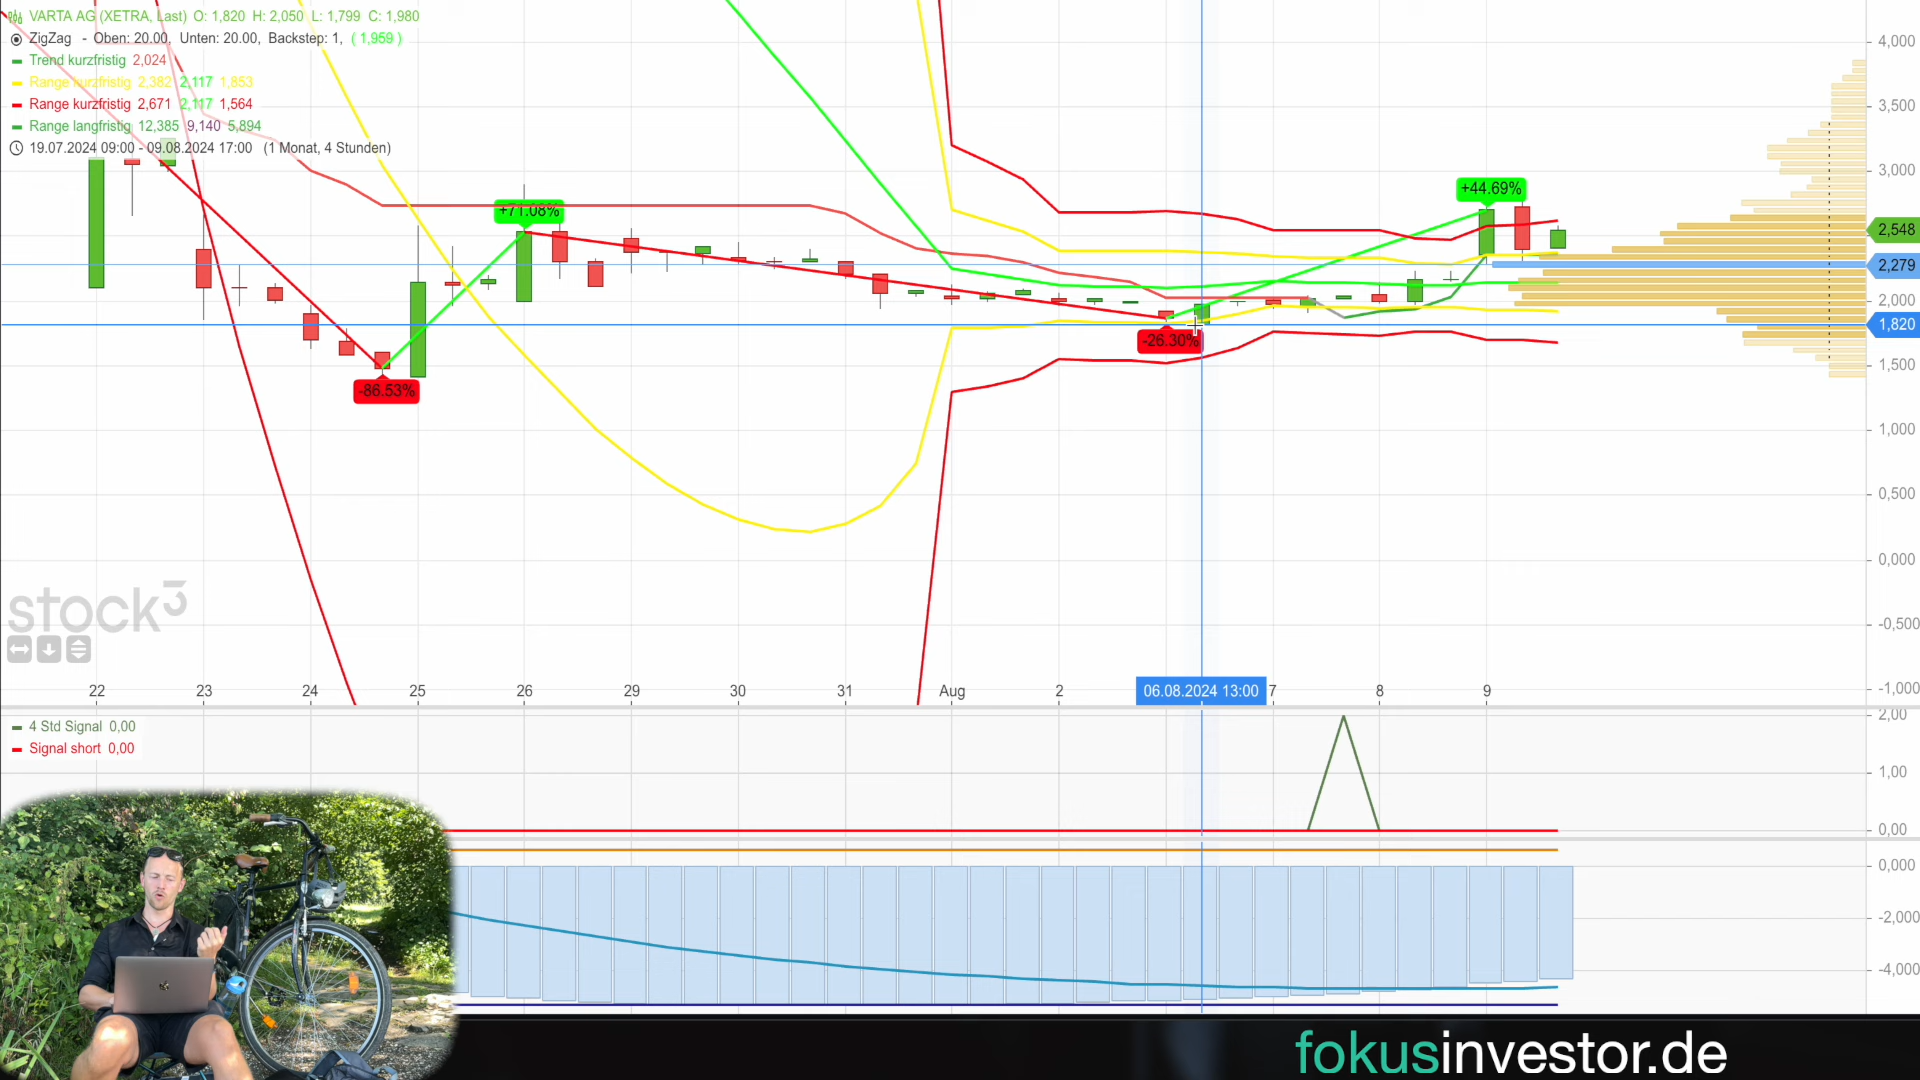 VARTA AG (XETRA, Last) O: 1,820 H: 2,050 L: 1,799 C: 1,980
ZigZag - Oben: 20.00, Unten: 20.00, Backstep: 1, ( 1,959 )
Trend kurzfristig 2,024
Range kurzfristig 2,382 2,117 1,853
Range kurzfristig 2,671 2,117 1,564
Range langfristig 12,385 9,140 5,894
19.07.2024 09:00 - 09.08.2024 17:00 (1 Monat, 4 Stunden)
4,000
3,500
3,000
2,548
2,279
2,000
1,820
1,500
1,000
0,500
0,000
-0,500
-1,000
+71.08%
+44.69%
-26.30%
-86.53%
stock3
22 23 24 25 26 29 30 31 Aug 2 06.08.2024 13:00 7 8 9
4 Std Signal 0,00
Signal short 0,00
2,00
1,00
0,00
0,000
-2,000
-4,000
fokusinvestor.de